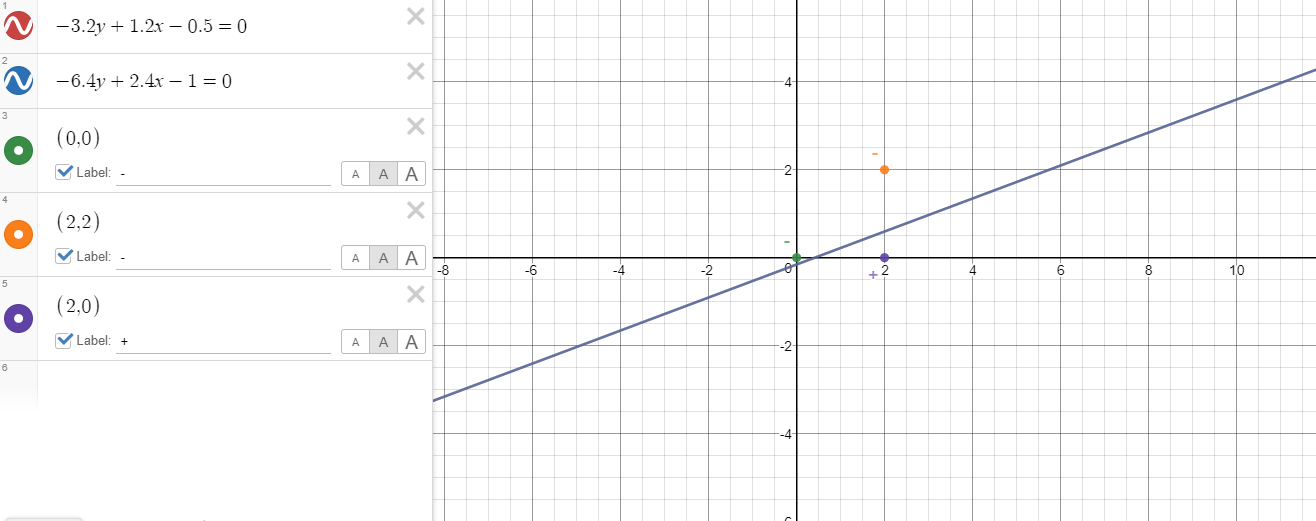 1
−3.2y + 1.2x − 0.5 = 0
2
−6.4y + 2.4x − 1 = 0
3
(0,0)
Label: -
A A A
4
(2,2)
Label: -
A A A
5
(2,0)
Label: +
A A A
6
4
-
2
-
-8 -6 -4 -2 0 2 4 6 8 10
+
-2
-4